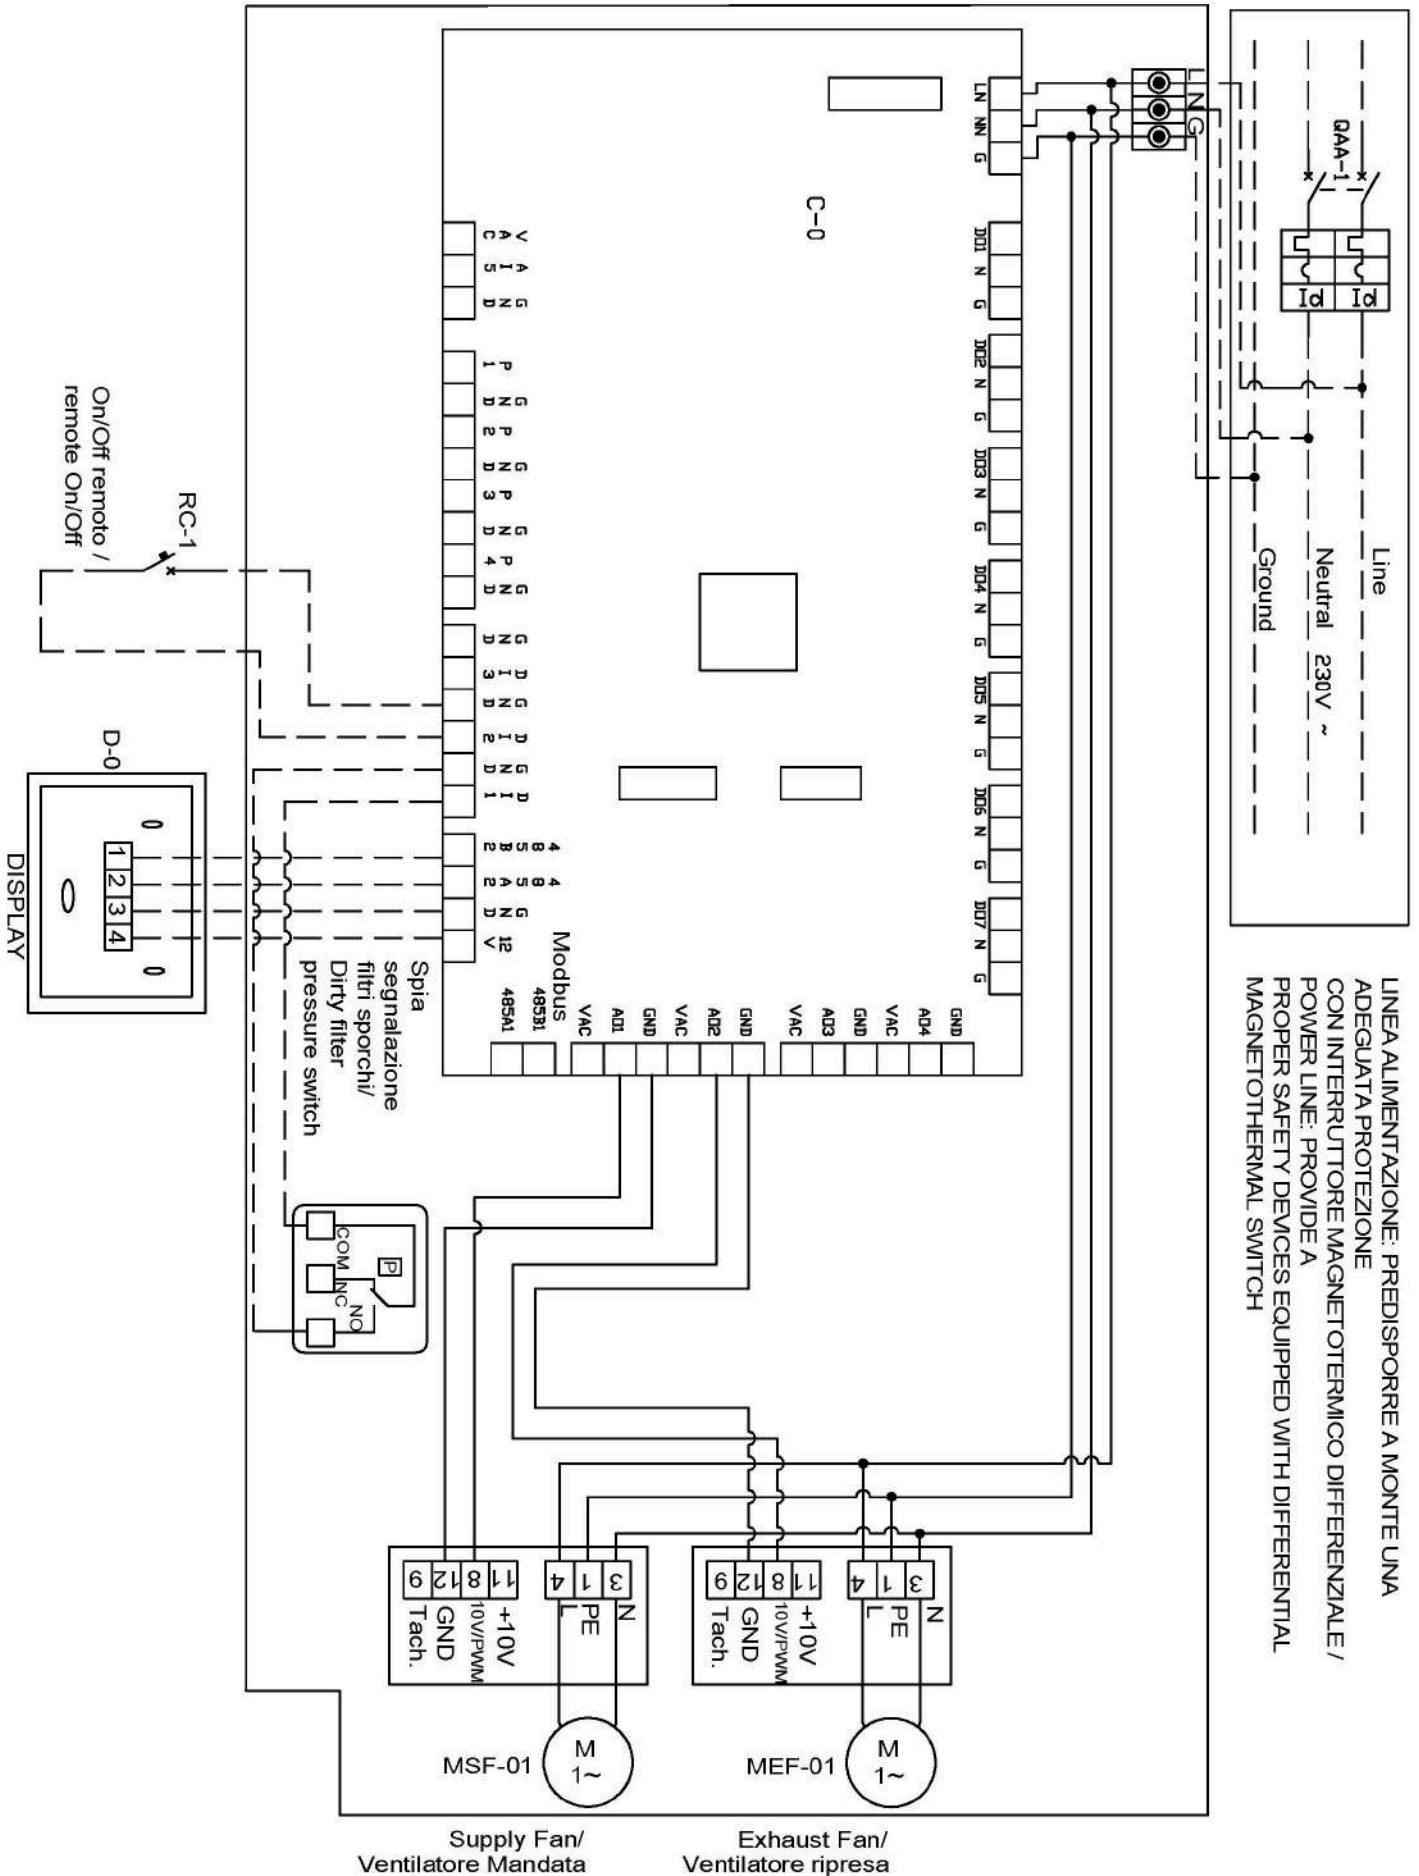 LINEA ALIMENTAZIONE: PREDISPORRE A MONTE UNA
ADEGUATA PROTEZIONE
CON INTERRUTTORE MAGNETOTERMICO DIFFERENZIALE /
POWER LINE: PROVIDE A
PROPER SAFETY DEVICES EQUIPPED WITH DIFFERENTIAL
MAGNETOTHERMAL SWITCH
QAA-1
Id
Id
Line
Neutral 230V ~
Ground
L N G
LN NN G
DO1 N G
DO2 N G
DO3 N G
DO4 N G
DO5 N G
DO6 N G
DO7 N G
C-0
VAC
AI5
GND
P1
GND
P2
GND
P3
GND
P4
GND
GND
DI3
GND
DI2
GND
DI1
485B2
485A2
GND
12V
Modbus
485A1
485B1
VAC
AO1
GND
VAC
AO2
GND
VAC
AO3
GND
VAC
AO4
GND
RC-1
On/Off remoto /
remote On/Off
D-0
1 2 3 4
DISPLAY
Spia
segnalazione
filtri sporchi/
Dirty filter
pressure switch
P
COM
NC
NO
9 12 8 11
Tach.
GND
10V/PWM
+10V
4 1 3
L
PE
N
M
1~
MSF-01
Supply Fan/
Ventilatore Mandata
9 12 8 11
Tach.
GND
10V/PWM
+10V
4 1 3
L
PE
N
M
1~
MEF-01
Exhaust Fan/
Ventilatore ripresa